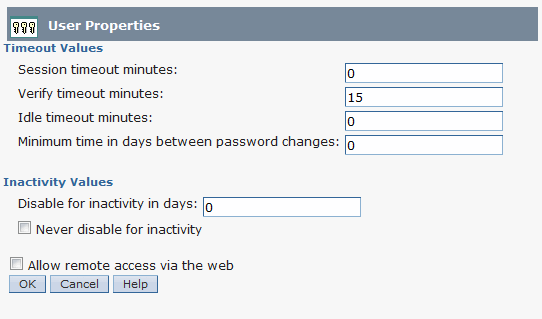 User Properties
Timeout Values
Session timeout minutes: 0
Verify timeout minutes: 15
Idle timeout minutes: 0
Minimum time in days between password changes: 0
Inactivity Values
Disable for inactivity in days: 0
Never disable for inactivity
Allow remote access via the web
OK Cancel Help